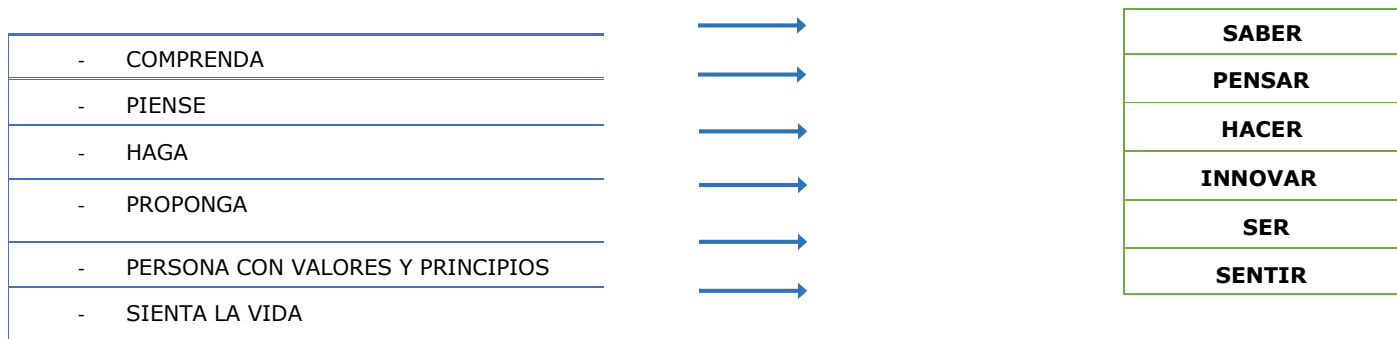 - COMPRENDA
- PIENSE
- HAGA
- PROPONGA
- PERSONA CON VALORES Y PRINCIPIOS
- SIENTA LA VIDA
SABER
PENSAR
HACER
INNOVAR
SER
SENTIR